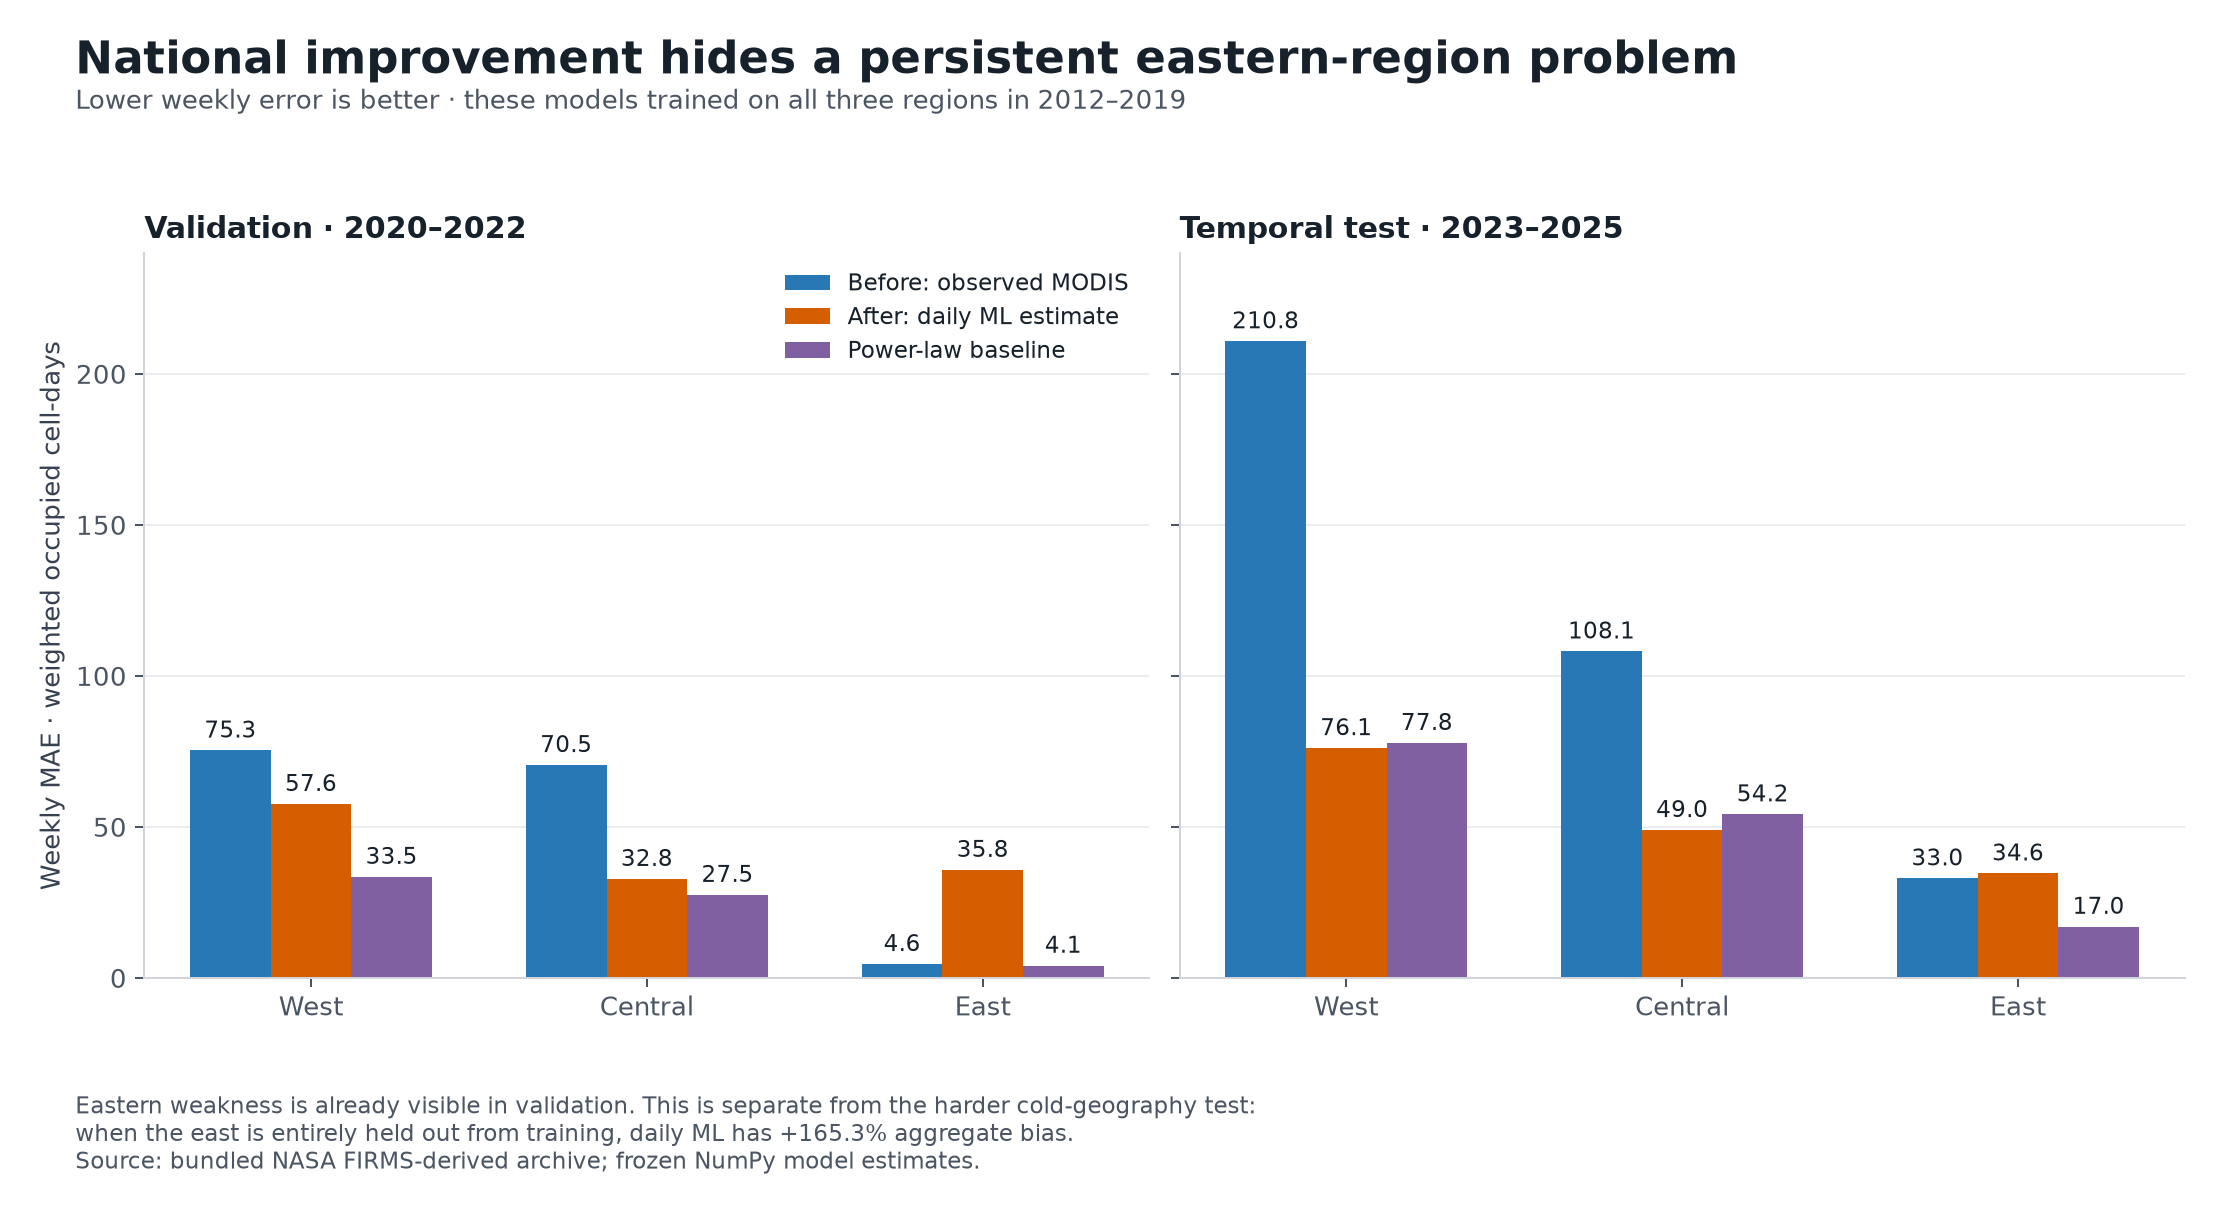 National improvement hides a persistent eastern-region problem
Lower weekly error is better · these models trained on all three regions in 2012–2019
Validation · 2020–2022
Before: observed MODIS
After: daily ML estimate
Power-law baseline
Weekly MAE · weighted occupied cell-days
200
150
100
50
0
75.3
57.6
33.5
70.5
32.8
27.5
4.6
35.8
4.1
West
Central
East
Temporal test · 2023–2025
210.8
76.1
77.8
108.1
49.0
54.2
33.0
34.6
17.0
West
Central
East
Eastern weakness is already visible in validation. This is separate from the harder cold-geography test:
when the east is entirely held out from training, daily ML has +165.3% aggregate bias.
Source: bundled NASA FIRMS-derived archive; frozen NumPy model estimates.